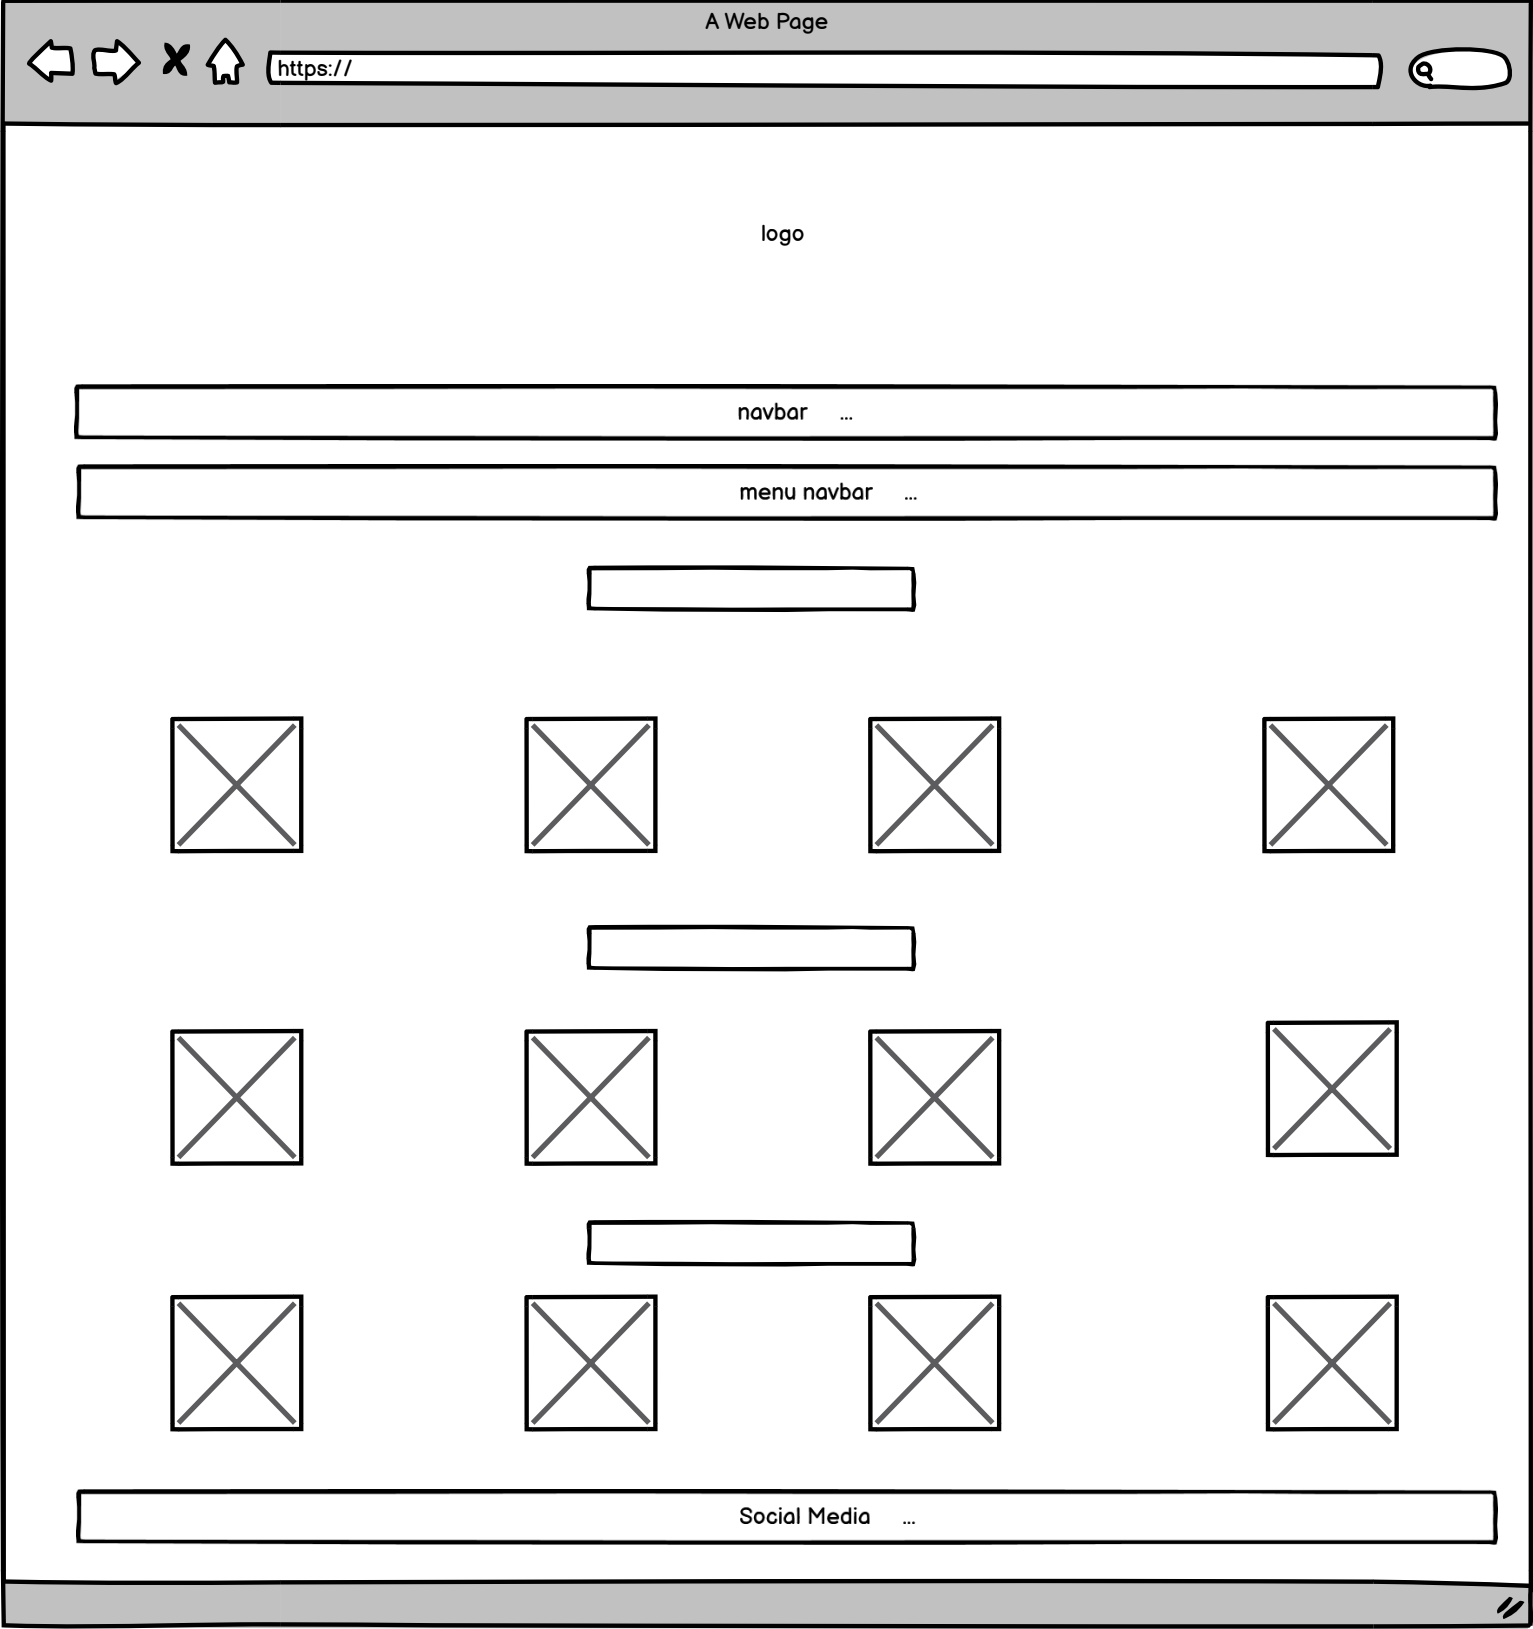 A Web Page
https://
logo
navbar ...
menu navbar ...
Social Media ...